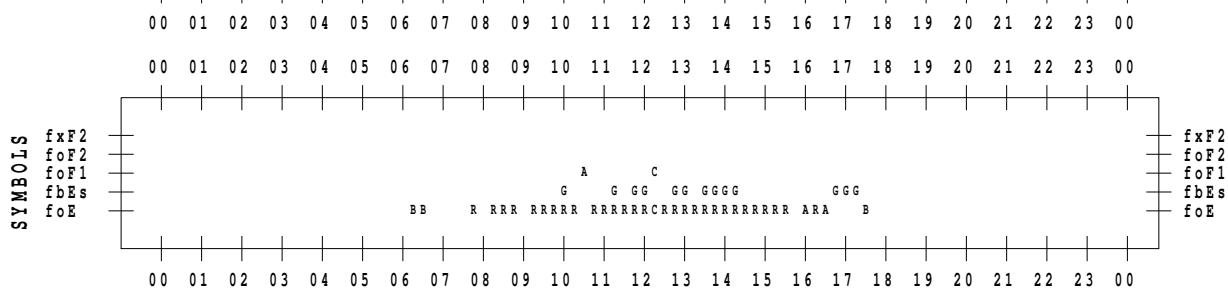 00 01 02 03 04 05 06 07 08 09 10 11 12 13 14 15 16 17 18 19 20 21 22 23 00
00 01 02 03 04 05 06 07 08 09 10 11 12 13 14 15 16 17 18 19 20 21 22 23 00
SYMBOLS
fxF2 fxF2
foF2 foF2
foF1 A C foF1
fbEs G G GG GG GGGG GGG fbEs
foE BB R RRR RRRRR RRRRRRCRRRRRRRRRRRRR ARA B foE
00 01 02 03 04 05 06 07 08 09 10 11 12 13 14 15 16 17 18 19 20 21 22 23 00